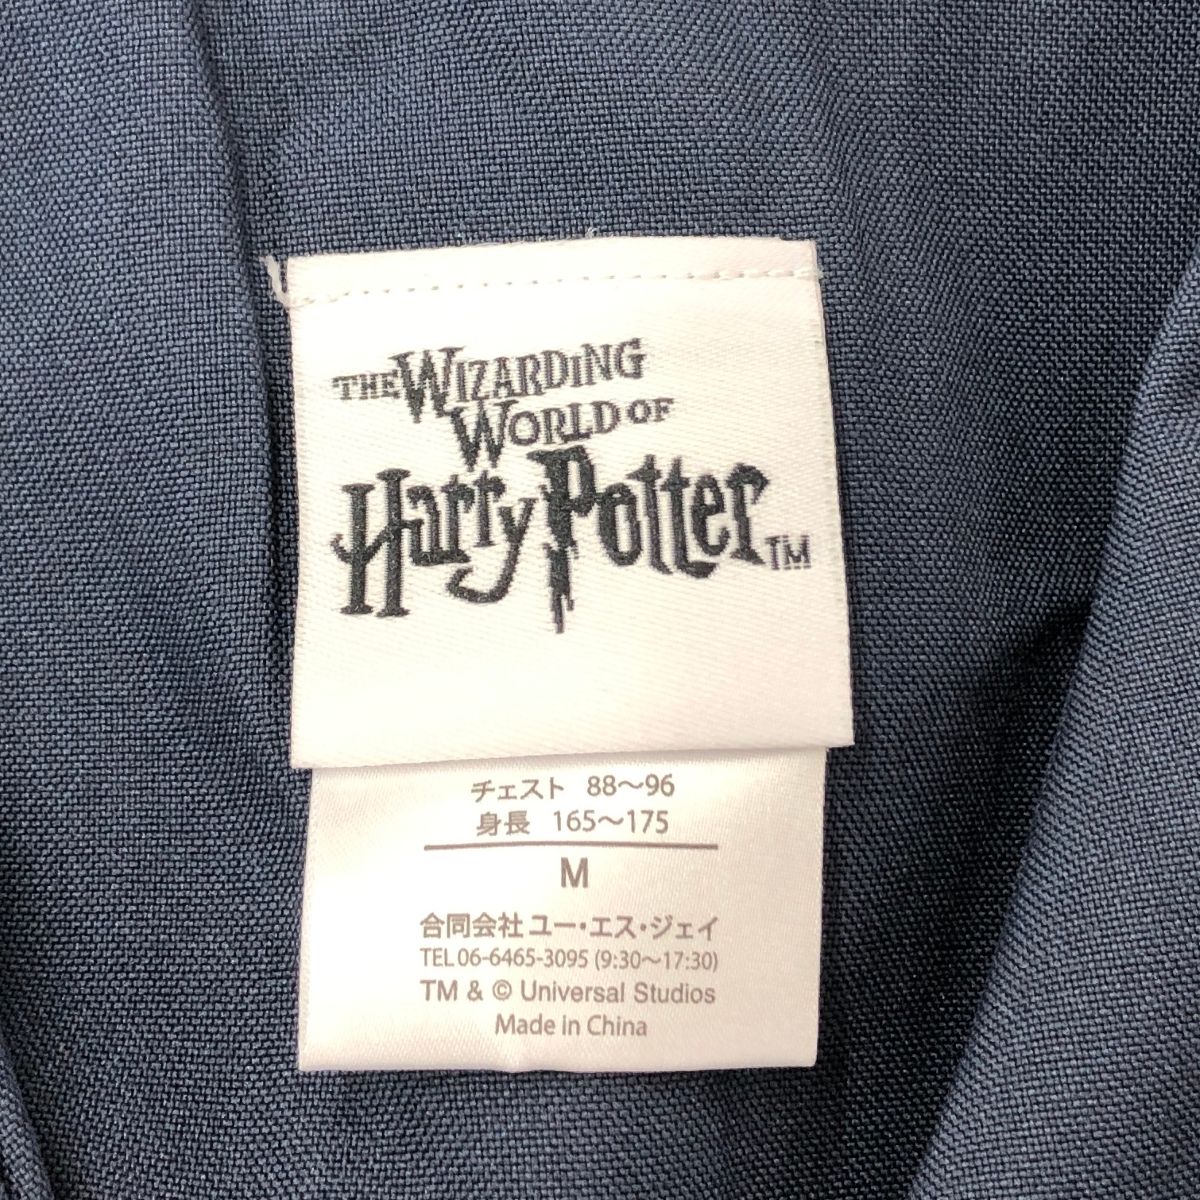 THE WIZARDING
WORLD OF
Harry Potter TM
チェスト 88〜96
身長 165〜175
M
合同会社 ユー・エス・ジェイ
TEL 06-6465-3095 (9:30〜17:30)
TM & © Universal Studios
Made in China